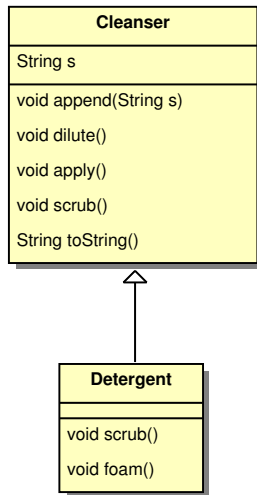 Cleanser
String s
void append(String s)
void dilute()
void apply()
void scrub()
String toString()
Detergent
void scrub()
void foam()